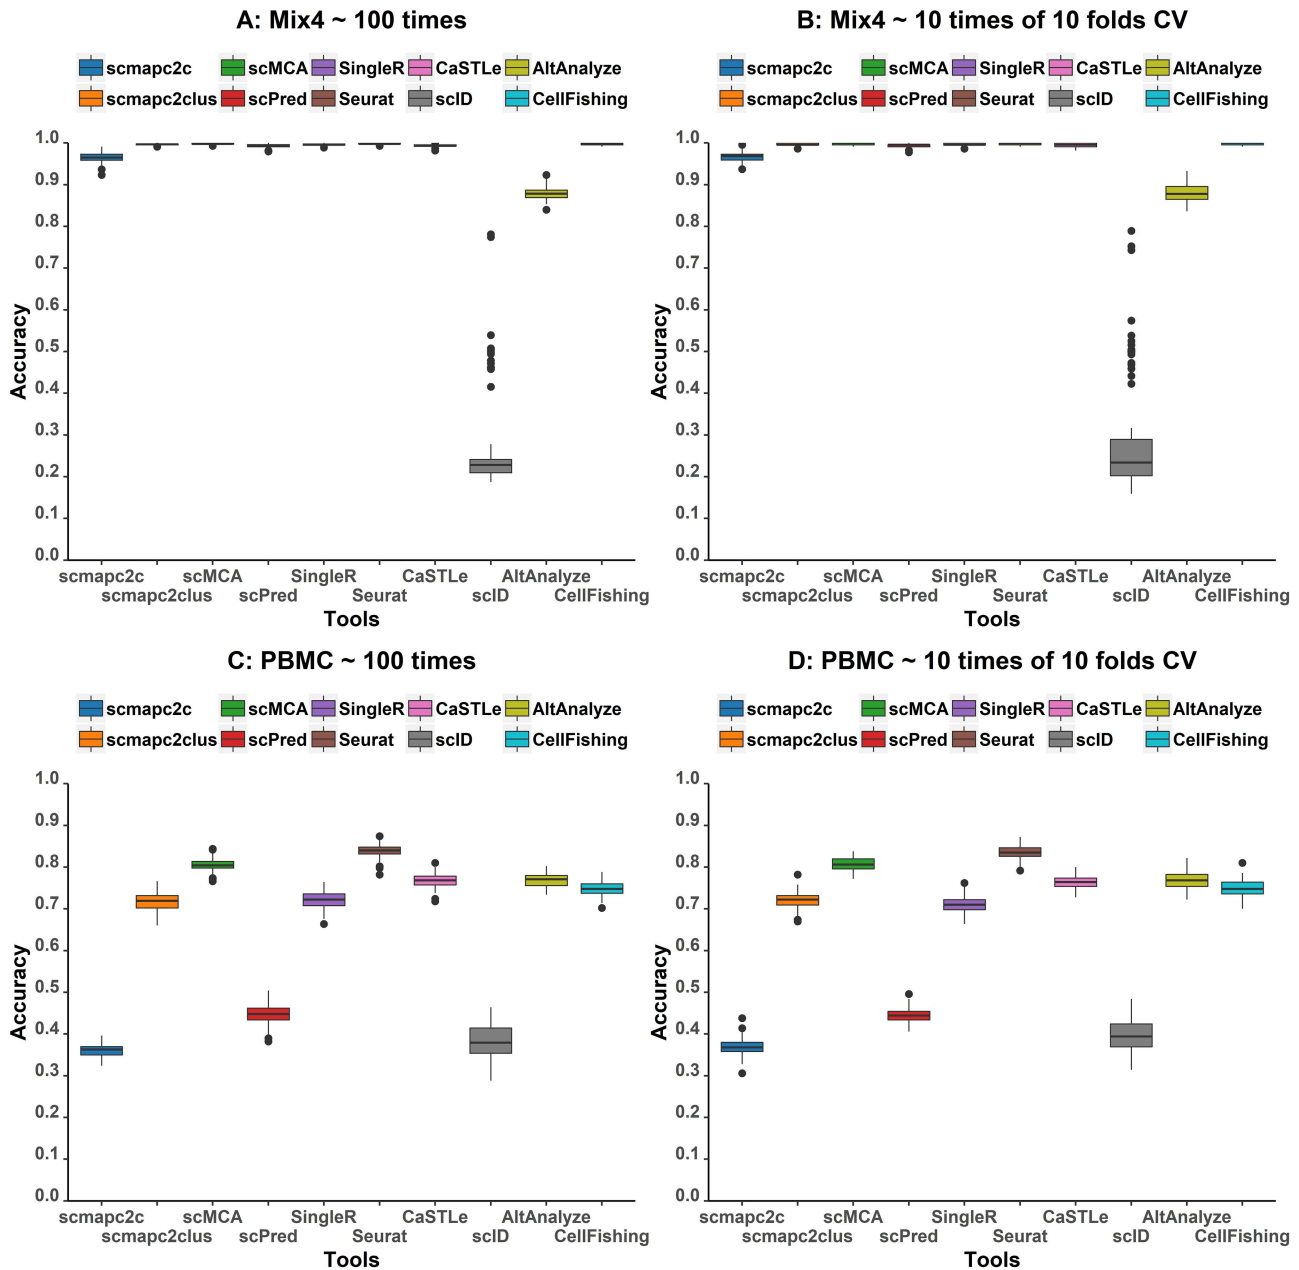 A: Mix4 ~ 100 times
scmapc2c scMCA SingleR CaSTLe AltAnalyze
scmapc2clus scPred Seurat scID CellFishing
1.0
0.9
0.8
0.7
0.6
0.5
0.4
0.3
0.2
0.1
0.0
Accuracy
scmapc2c scMCA SingleR CaSTLe AltAnalyze
scmapc2clus scPred Seurat scID CellFishing
Tools
B: Mix4 ~ 10 times of 10 folds CV
scmapc2c scMCA SingleR CaSTLe AltAnalyze
scmapc2clus scPred Seurat scID CellFishing
1.0
0.9
0.8
0.7
0.6
0.5
0.4
0.3
0.2
0.1
0.0
Accuracy
scmapc2c scMCA SingleR CaSTLe AltAnalyze
scmapc2clus scPred Seurat scID CellFishing
Tools
C: PBMC ~ 100 times
scmapc2c scMCA SingleR CaSTLe AltAnalyze
scmapc2clus scPred Seurat scID CellFishing
1.0
0.9
0.8
0.7
0.6
0.5
0.4
0.3
0.2
0.1
0.0
Accuracy
scmapc2c scMCA SingleR CaSTLe AltAnalyze
scmapc2clus scPred Seurat scID CellFishing
Tools
D: PBMC ~ 10 times of 10 folds CV
scmapc2c scMCA SingleR CaSTLe AltAnalyze
scmapc2clus scPred Seurat scID CellFishing
1.0
0.9
0.8
0.7
0.6
0.5
0.4
0.3
0.2
0.1
0.0
Accuracy
scmapc2c scMCA SingleR CaSTLe AltAnalyze
scmapc2clus scPred Seurat scID CellFishing
Tools